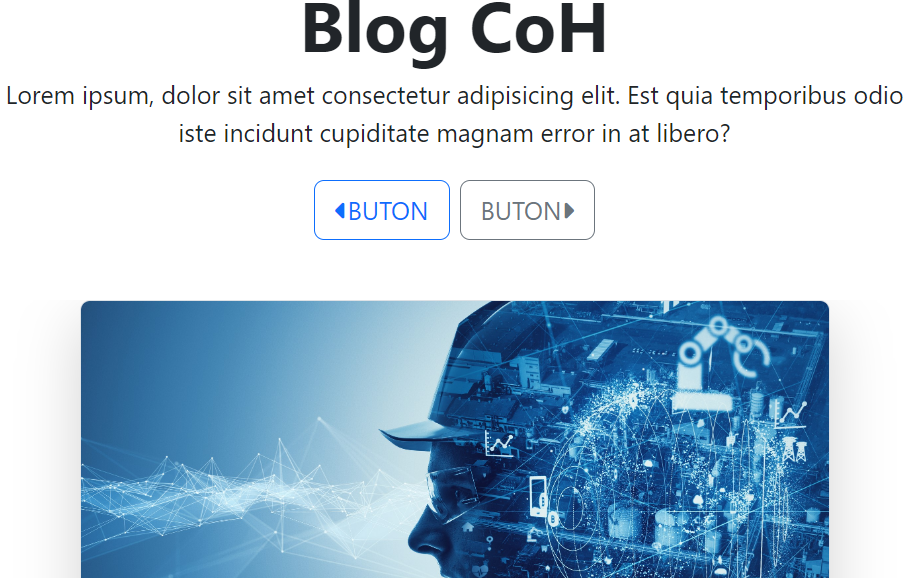 Blog CoH
Lorem ipsum, dolor sit amet consectetur adipisicing elit. Est quia temporibus odio
iste incidunt cupiditate magnam error in at libero?
BUTON BUTON